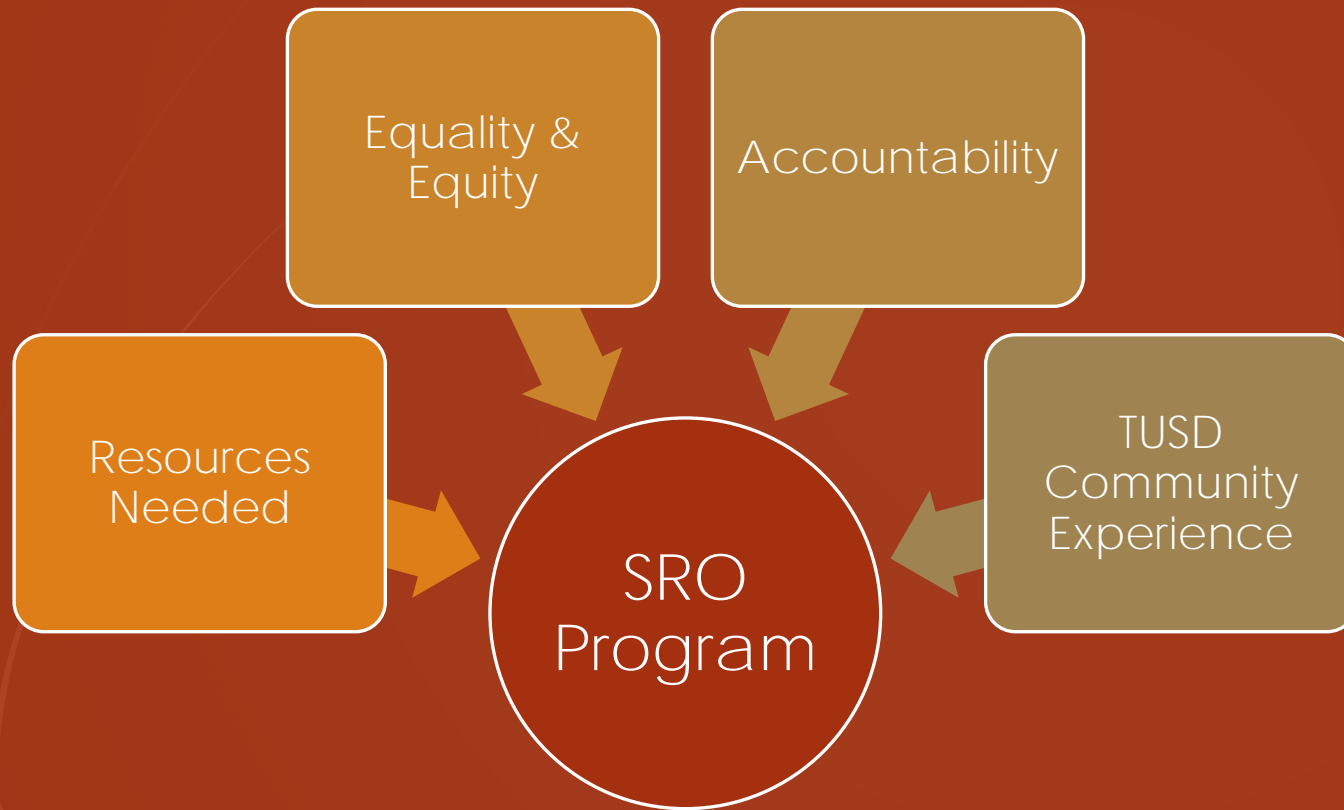 Equality &
Equity
Accountability
Resources
Needed
TUSD
Community
Experience
SRO
Program